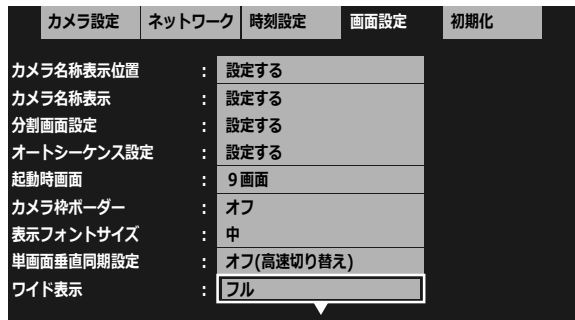 カメラ設定 ネットワーク 時刻設定 画面設定 初期化
カメラ名称表示位置 : 設定する
カメラ名称表示 : 設定する
分割画面設定 : 設定する
オートシーケンス設定 : 設定する
起動時画面 : 9画面
カメラ枠ボーダー : オフ
表示フォントサイズ : 中
単画面垂直同期設定 : オフ(高速切り替え)
ワイド表示 : フル